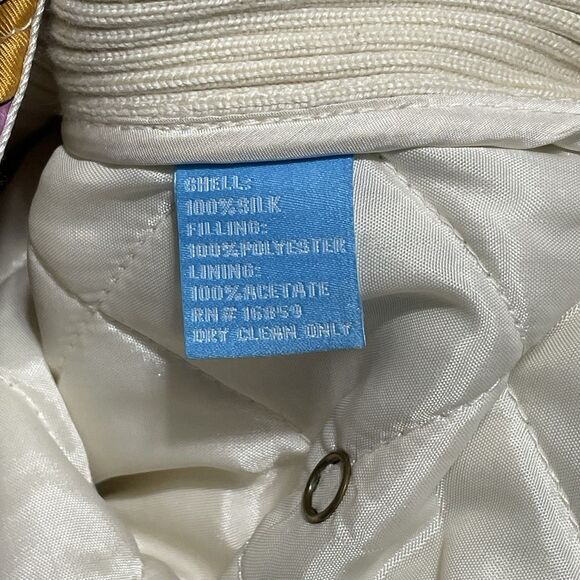 SHELL:
100% SILK
FILLING:
100% POLYESTER
LINING:
100% ACETATE
RN# 16859
DRY CLEAN ONLY